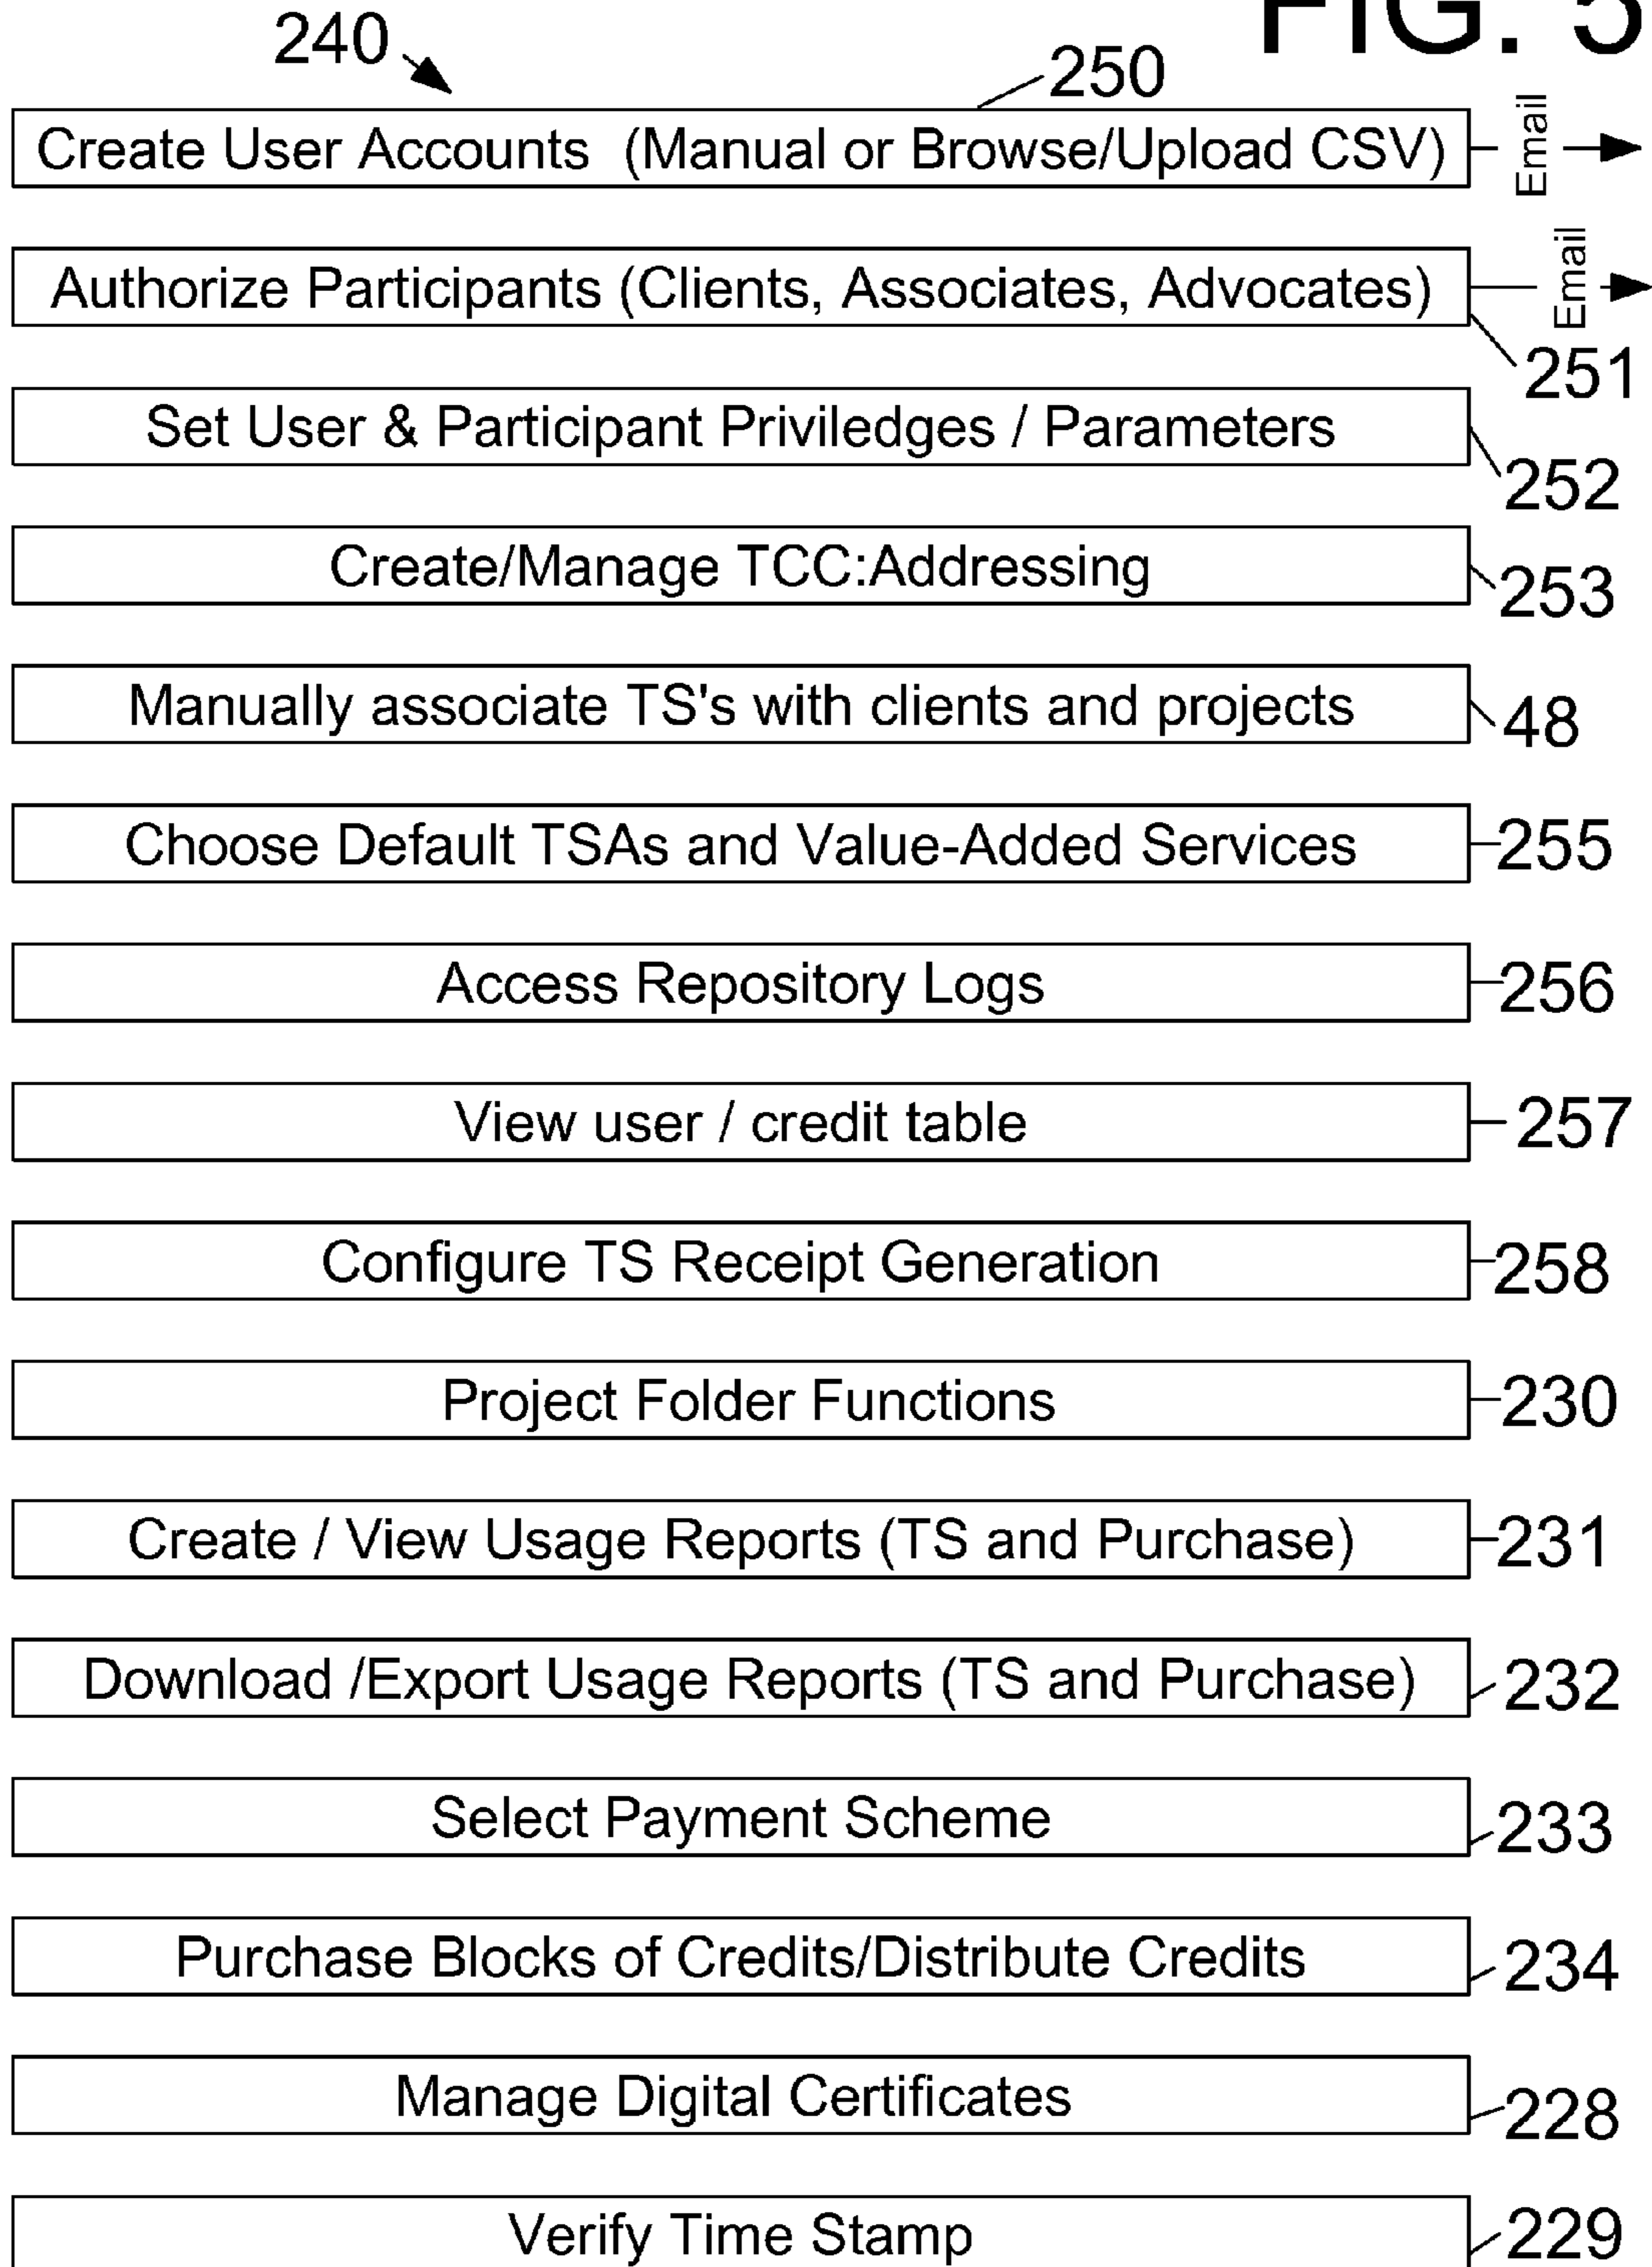 FIG. 5
240
250
Create User Accounts (Manual or Browse/Upload CSV)
Email
Authorize Participants (Clients, Associates, Advocates)
Email
251
Set User & Participant Priviledges / Parameters
252
Create/Manage TCC:Addressing
253
Manually associate TS's with clients and projects
48
Choose Default TSAs and Value-Added Services
255
Access Repository Logs
256
View user / credit table
257
Configure TS Receipt Generation
258
Project Folder Functions
230
Create / View Usage Reports (TS and Purchase)
231
Download /Export Usage Reports (TS and Purchase)
232
Select Payment Scheme
233
Purchase Blocks of Credits/Distribute Credits
234
Manage Digital Certificates
228
Verify Time Stamp
229